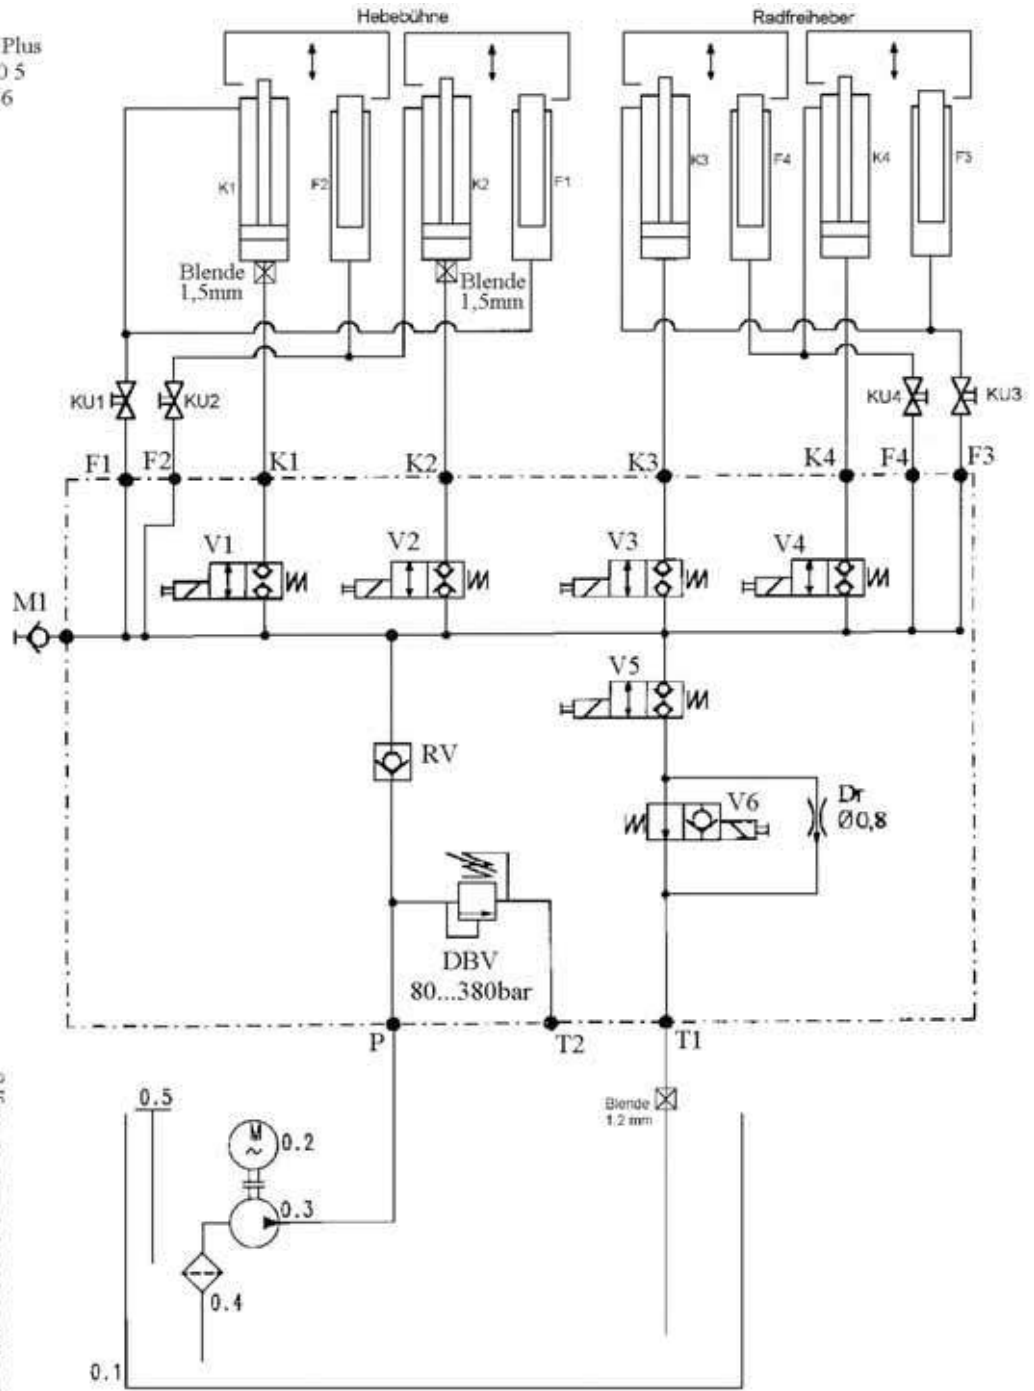 Hebebühne
Radfreiheber
Plus
0 5
6
K1
F2
K2
F1
K3
F4
K4
F3
Blende
1,5mm
Blende
1,5mm
KU1
KU2
KU4
KU3
F1
F2
K1
K2
K3
K4
F4
F3
V1
V2
V3
V4
M1
V5
RV
V6
Dr
Ø0,8
DBV
80...380bar
P
T2
T1
0.5
M
~
0.2
0.3
0.4
0.1
Blende
1.2 mm